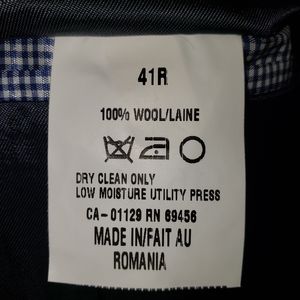 41R
100% WOOL/LAINE
DRY CLEAN ONLY
LOW MOISTURE UTILITY PRESS
CA-01129 RN 69456
MADE IN/FAIT AU
ROMANIA